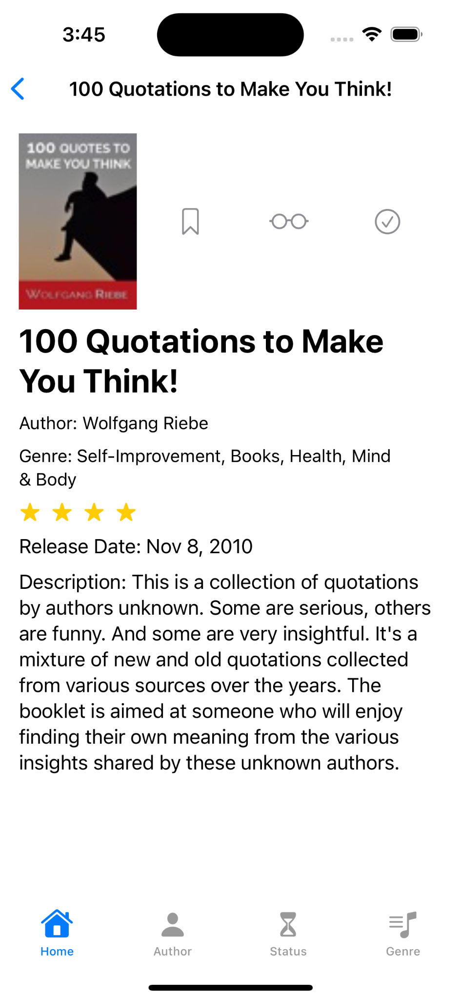 3:45
100 Quotations to Make You Think!
100 QUOTES TO
MAKE YOU THINK
WOLFGANG RIEBE
100 Quotations to Make
You Think!
Author: Wolfgang Riebe
Genre: Self-Improvement, Books, Health, Mind
& Body
Release Date: Nov 8, 2010
Description: This is a collection of quotations
by authors unknown. Some are serious, others
are funny. And some are very insightful. It's a
mixture of new and old quotations collected
from various sources over the years. The
booklet is aimed at someone who will enjoy
finding their own meaning from the various
insights shared by these unknown authors.
Home
Author
Status
Genre